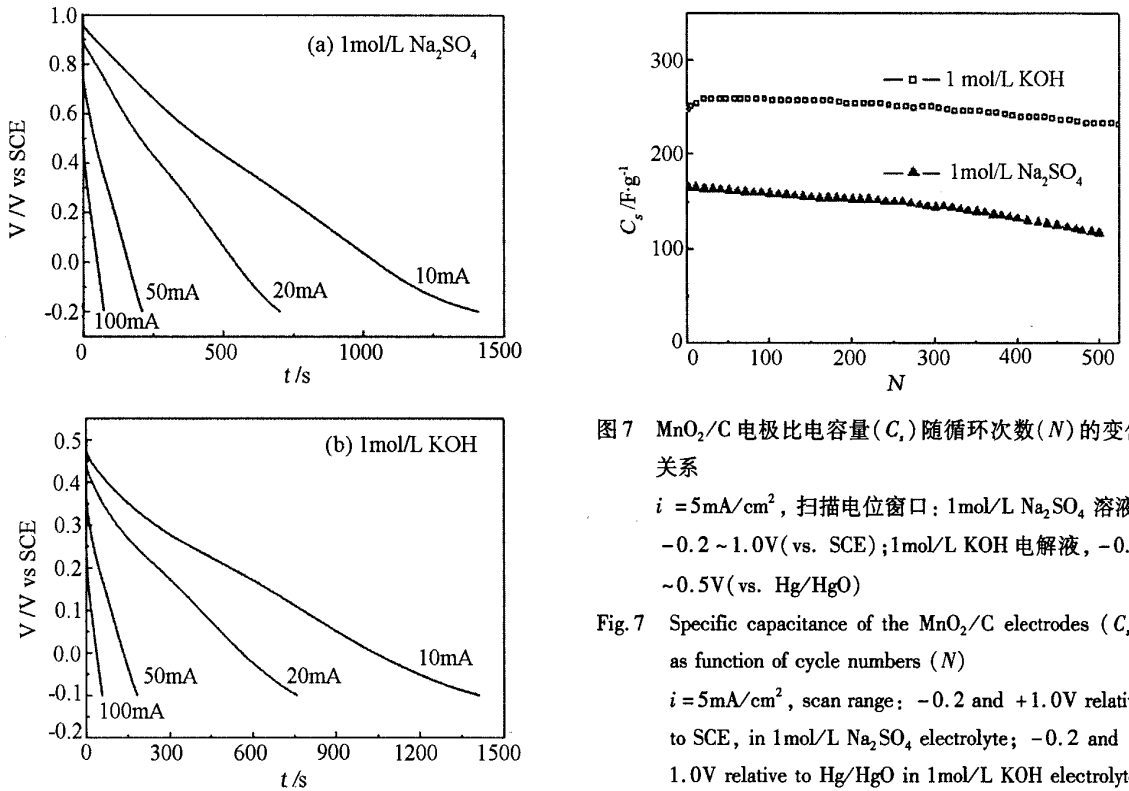 (a) 1mol/L Na₂SO₄
V /V vs SCE
1.0
0.8
0.6
0.4
0.2
0.0
-0.2
100mA
50mA
20mA
10mA
0
500
1000
1500
t /s
(b) 1mol/L KOH
V /V vs SCE
0.5
0.4
0.3
0.2
0.1
0.0
-0.1
-0.2
100mA
50mA
20mA
10mA
0
300
600
900
1200
1500
t /s
Cₛ /F·g⁻¹
300
200
100
0
1 mol/L KOH
1mol/L Na₂SO₄
0
100
200
300
400
500
N
图7 MnO₂/C 电极比电容量(Cₛ)随循环次数(N)的变化
关系
i = 5mA/cm², 扫描电位窗口: 1mol/L Na₂SO₄ 溶液
-0.2 ~ 1.0V(vs. SCE);1mol/L KOH 电解液, -0.
~0.5V(vs. Hg/HgO)
Fig. 7 Specific capacitance of the MnO₂/C electrodes (Cₛ
as function of cycle numbers (N)
i = 5mA/cm², scan range: -0.2 and +1.0V relativ
to SCE, in 1mol/L Na₂SO₄ electrolyte; -0.2 and
1.0V relative to Hg/HgO in 1mol/L KOH electrolyt